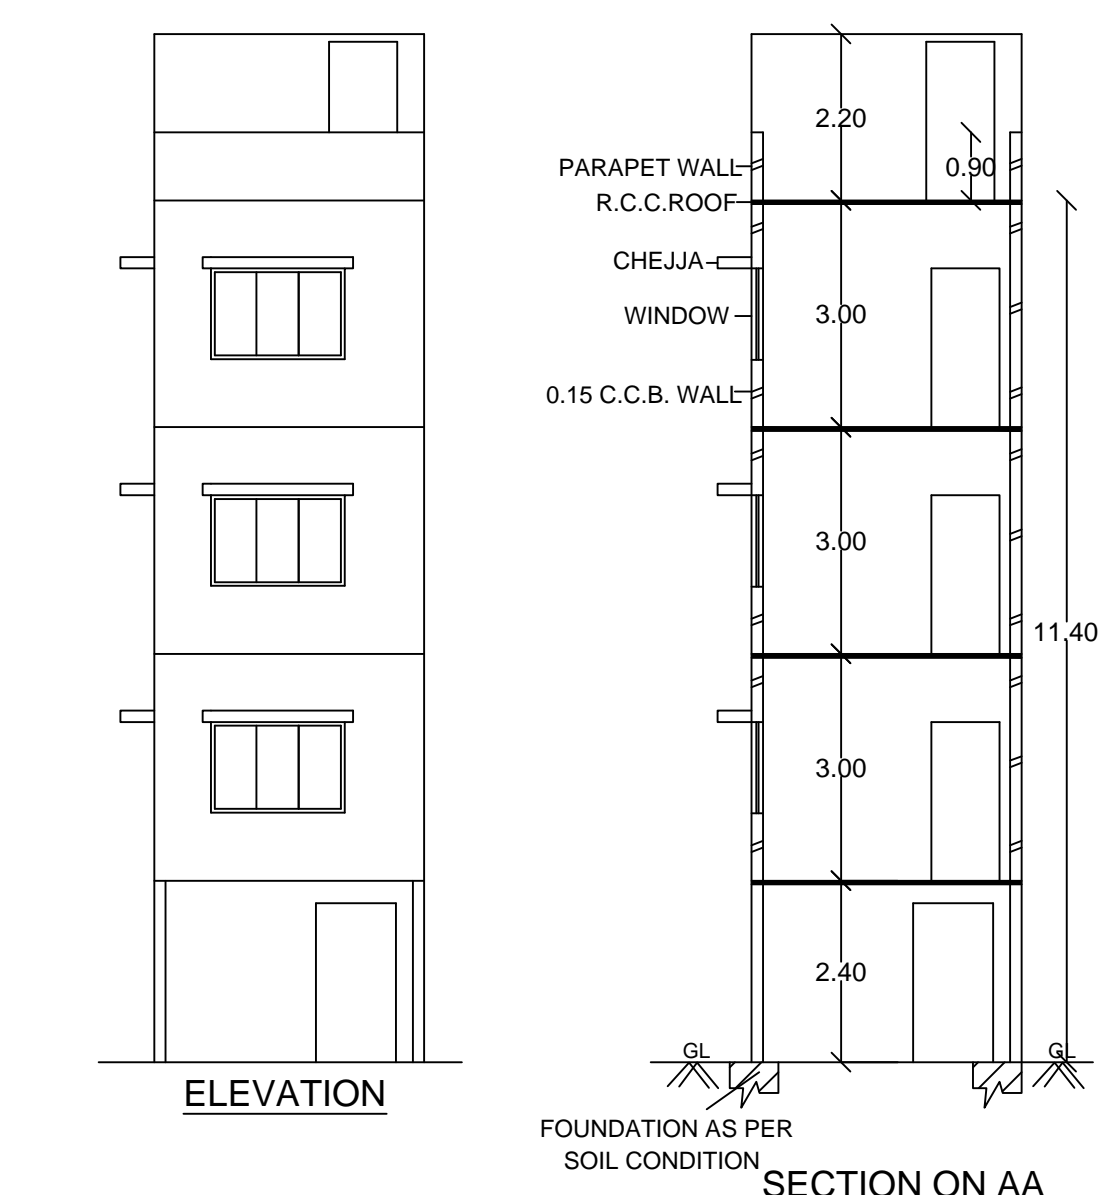 2.20
PARAPET WALL
0.90
R.C.C.ROOF
CHEJJA
WINDOW
3.00
0.15 C.C.B. WALL
3.00
11.40
3.00
2.40
GL
GL
ELEVATION
FOUNDATION AS PER
SOIL CONDITION
SECTION ON AA